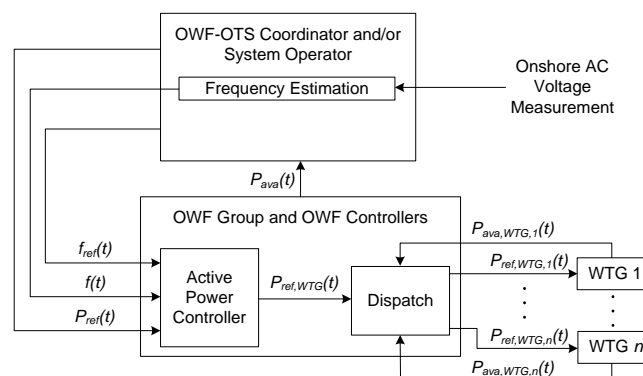 OWF-OTS Coordinator and/or
System Operator
Frequency Estimation
Onshore AC
Voltage
Measurement
P_ava(t)
OWF Group and OWF Controllers
f_ref(t)
f(t)
P_ref(t)
Active
Power
Controller
P_ref,WTG(t)
Dispatch
P_ava,WTG,1(t)
P_ref,WTG,1(t)
WTG 1
P_ref,WTG,n(t)
WTG n
P_ava,WTG,n(t)